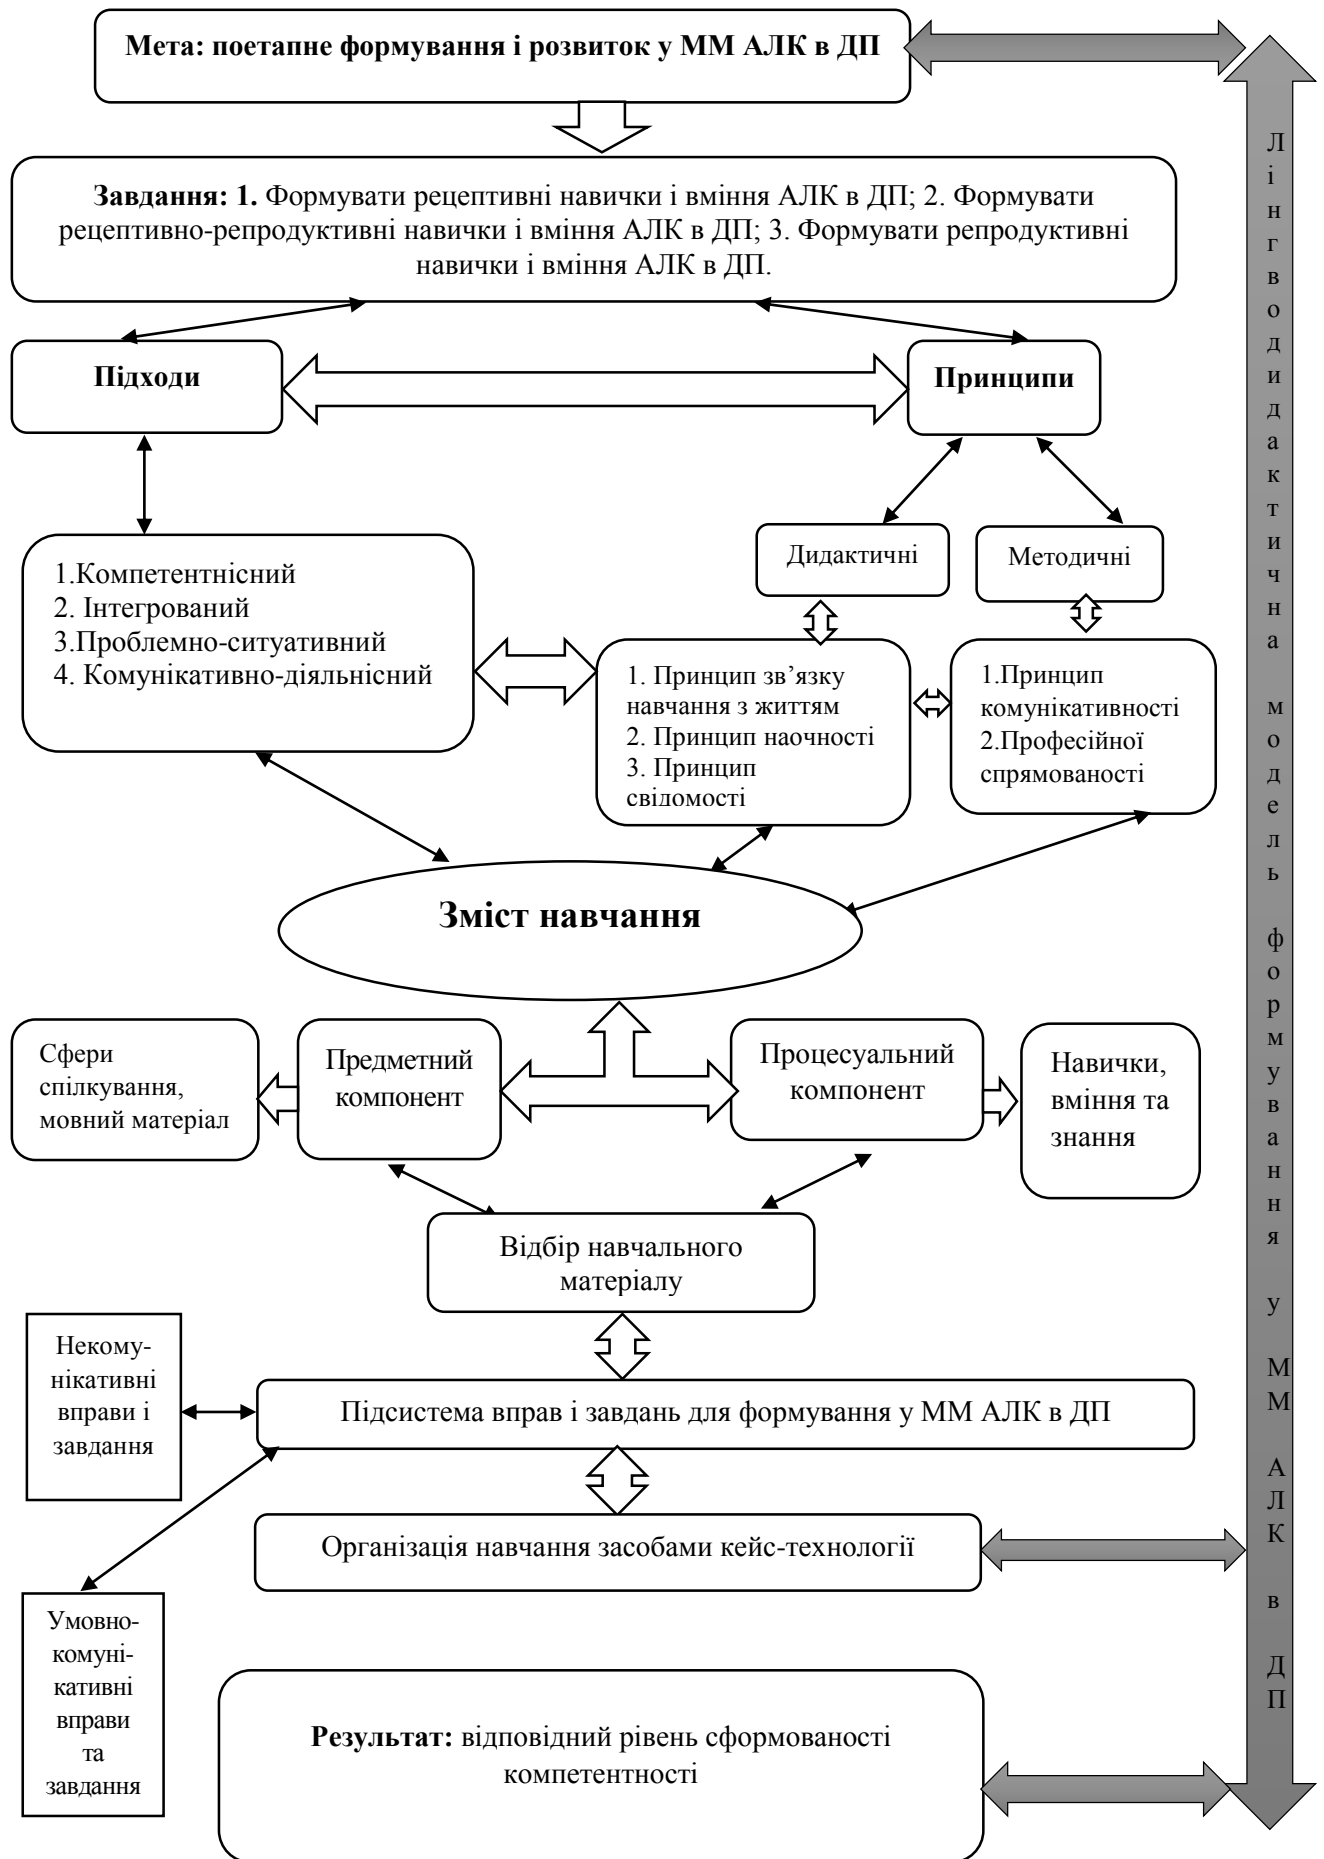 Мета: поетапне формування і розвиток у ММ АЛК в ДП
Завдання: 1. Формувати рецептивні навички і вміння АЛК в ДП; 2. Формувати
рецептивно-репродуктивні навички і вміння АЛК в ДП; 3. Формувати репродуктивні
навички і вміння АЛК в ДП.
Підходи
Принципи
Дидактичні
Методичні
1.Компетентнісний
2. Інтегрований
3.Проблемно-ситуативний
4. Комунікативно-діяльнісний
1. Принцип зв’язку
навчання з життям
2. Принцип наочності
3. Принцип
свідомості
1.Принцип
комунікативності
2.Професійної
спрямованості
Зміст навчання
Сфери
спілкування,
мовний матеріал
Предметний
компонент
Процесуальний
компонент
Навички,
вміння та
знання
Відбір навчального
матеріалу
Некому-
нікативні
вправи і
завдання
Підсистема вправ і завдань для формування у ММ АЛК в ДП
Організація навчання засобами кейс-технології
Умовно-
комуні-
кативні
вправи
та
завдання
Результат: відповідний рівень сформованості
компетентності
Лінгводидактична модель формування у ММ АЛК в ДП